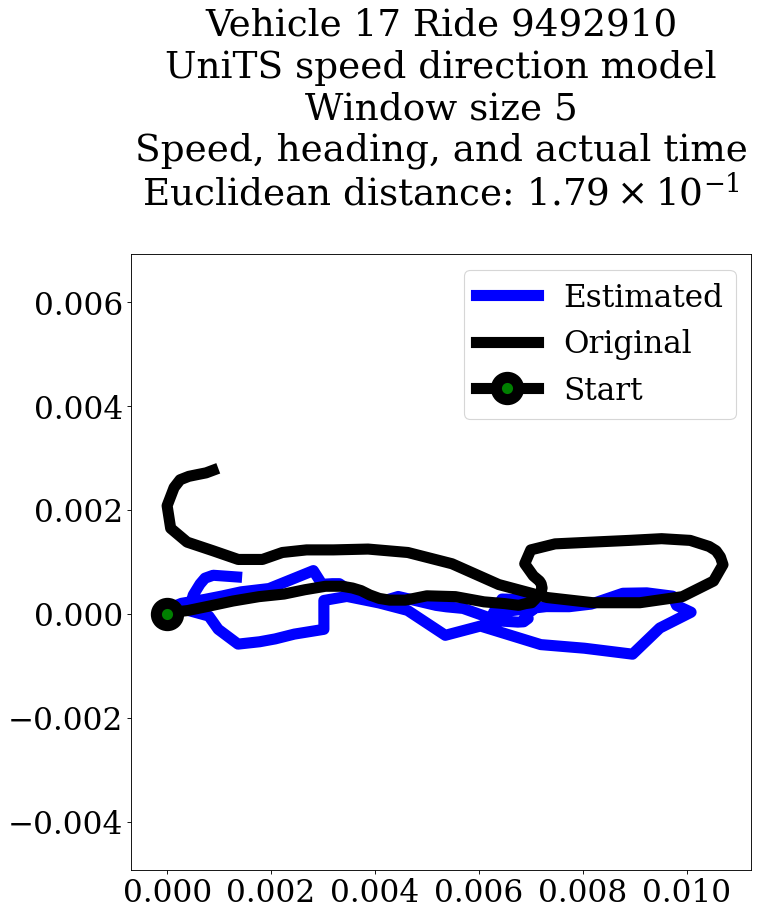 Vehicle 17 Ride 9492910
UniTS speed direction model
Window size 5
Speed, heading, and actual time
Euclidean distance: 1.79 × 10⁻¹
Estimated
Original
Start
0.006
0.004
0.002
0.000
−0.002
−0.004
0.000 0.002 0.004 0.006 0.008 0.010